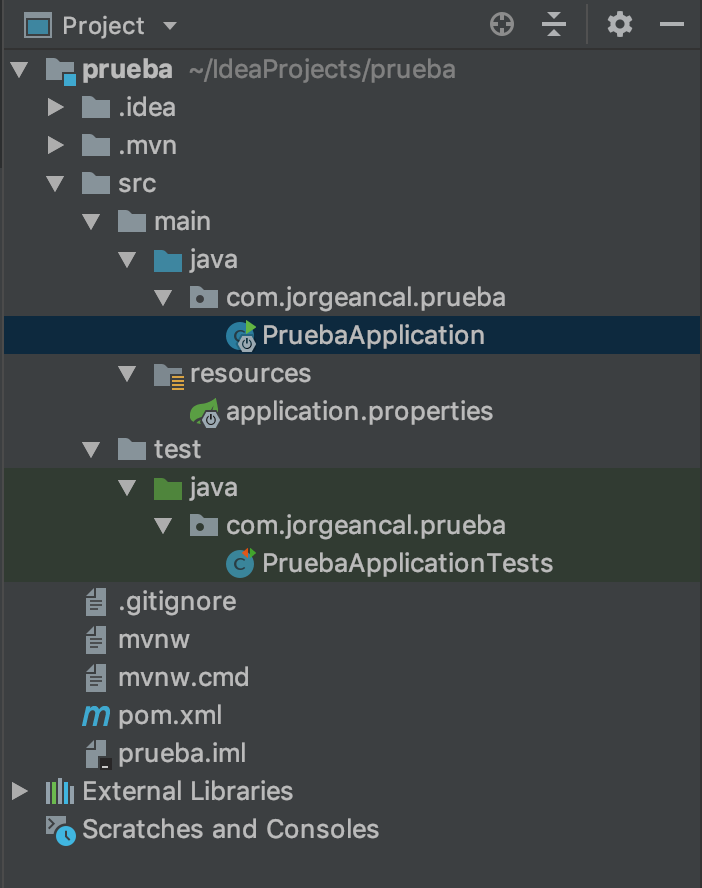 Project
prueba ~/IdeaProjects/prueba
.idea
.mvn
src
main
java
com.jorgeancal.prueba
PruebaApplication
resources
application.properties
test
java
com.jorgeancal.prueba
PruebaApplicationTests
.gitignore
mvnw
mvnw.cmd
pom.xml
prueba.iml
External Libraries
Scratches and Consoles